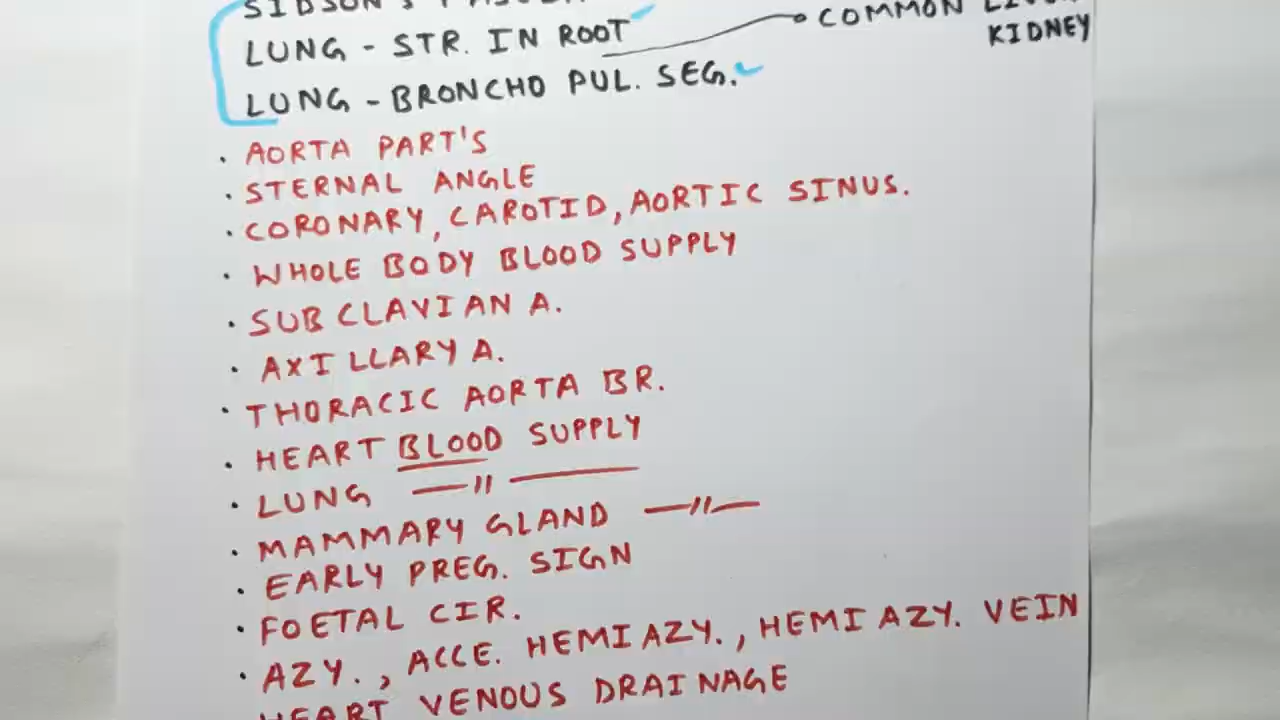 LUNG - STR. IN ROOT
COMMON
KIDNEY
LUNG - BRONCHO PUL. SEG.
· AORTA PART'S
· STERNAL ANGLE
· CORONARY, CAROTID, AORTIC SINUS.
· WHOLE BODY BLOOD SUPPLY
· SUBCLAVIAN A.
· AXILLARY A.
· THORACIC AORTA BR.
· HEART BLOOD SUPPLY
· LUNG —〃—
· MAMMARY GLAND —〃—
· EARLY PREG. SIGN
· FOETAL CIR.
· AZY., ACCE. HEMIAZY., HEMIAZY. VEIN
HEART VENOUS DRAINAGE